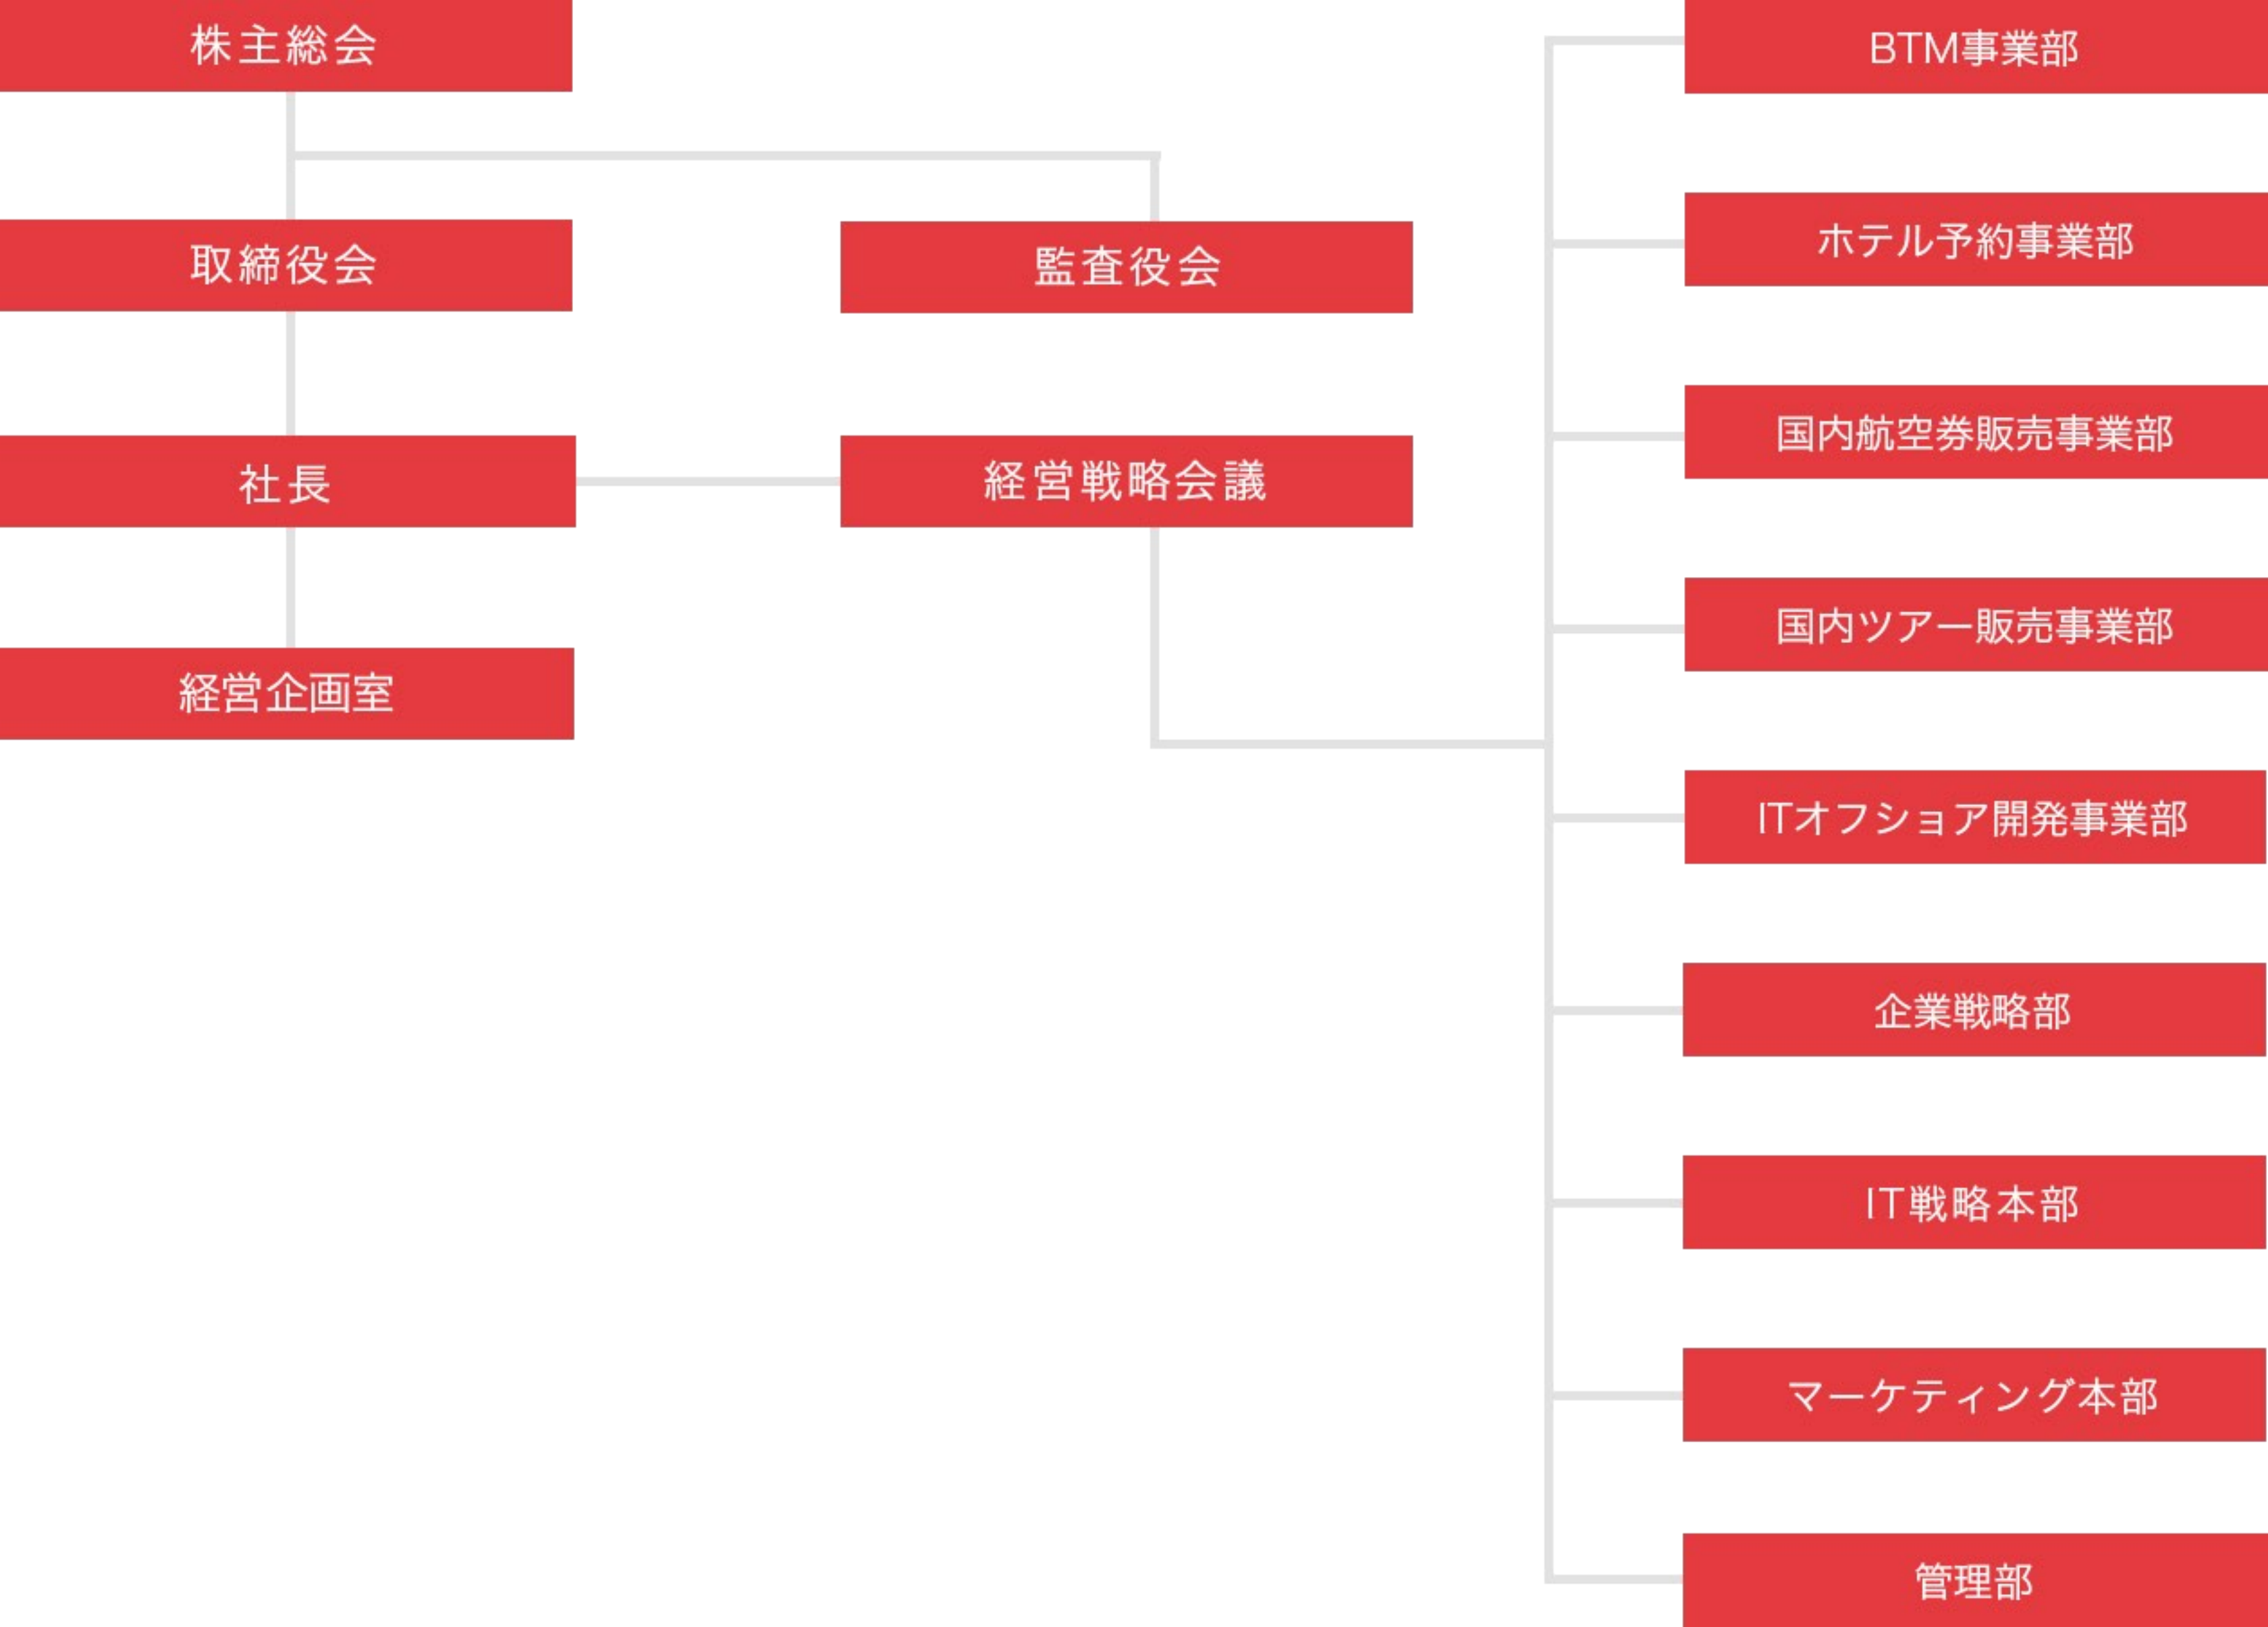 株主総会
取締役会
監査役会
社長
経営戦略会議
経営企画室
BTM事業部
ホテル予約事業部
国内航空券販売事業部
国内ツアー販売事業部
ITオフショア開発事業部
企業戦略部
IT戦略本部
マーケティング本部
管理部